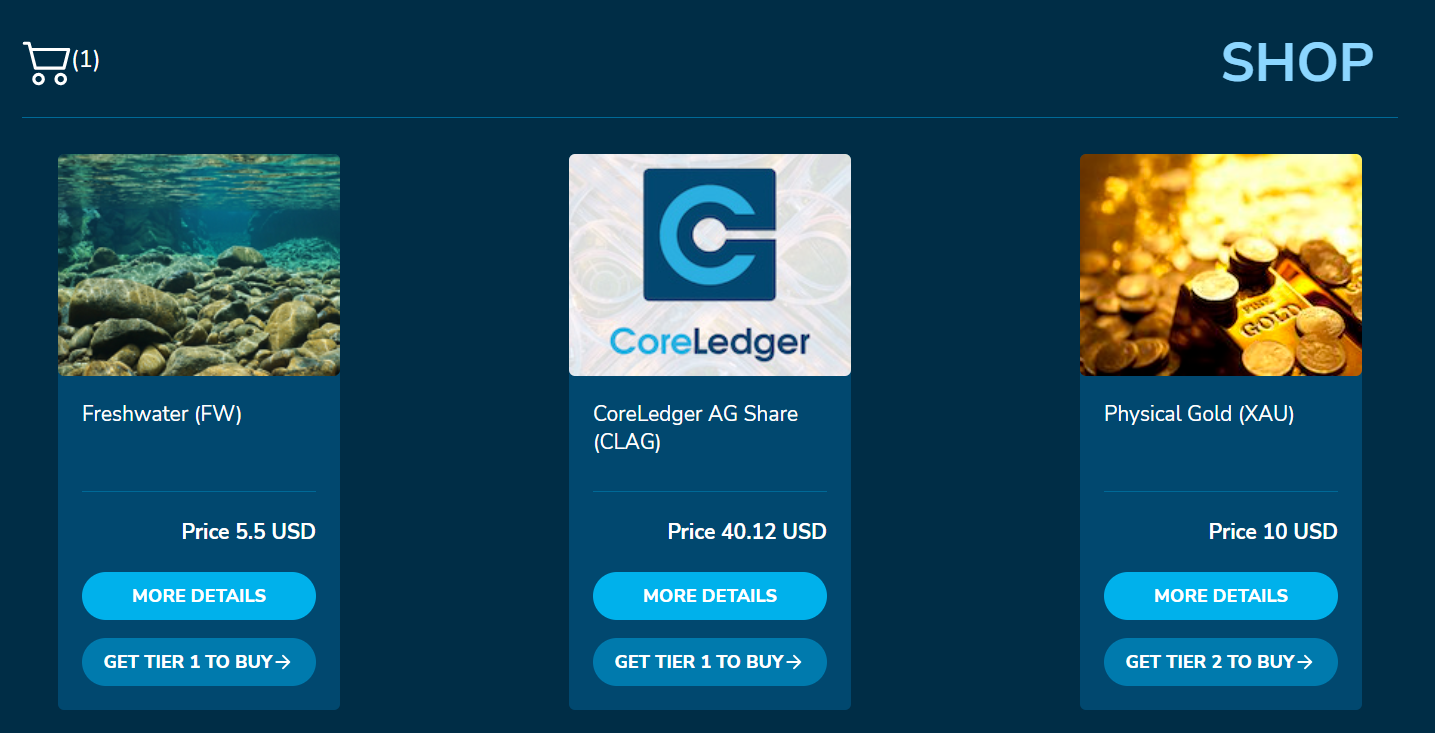 (1)
SHOP
CoreLedger
FINE
GOLD
Freshwater (FW)
CoreLedger AG Share
(CLAG)
Physical Gold (XAU)
Price 5.5 USD
Price 40.12 USD
Price 10 USD
MORE DETAILS
MORE DETAILS
MORE DETAILS
GET TIER 1 TO BUY→
GET TIER 1 TO BUY→
GET TIER 2 TO BUY→